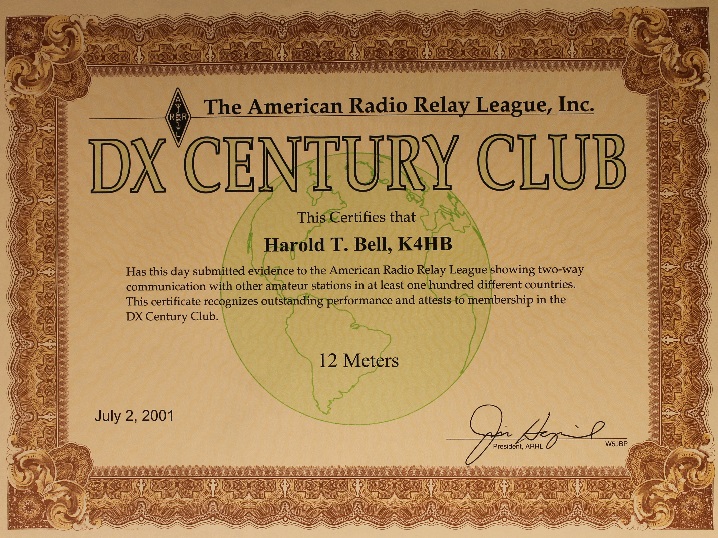 The American Radio Relay League, Inc.
DX CENTURY CLUB
This Certifies that
Harold T. Bell, K4HB
Has this day submitted evidence to the American Radio Relay League showing two-way
communication with other amateur stations in at least one hundred different countries.
This certificate recognizes outstanding performance and attests to membership in the
DX Century Club.
12 Meters
July 2, 2001
President, ARRL
W5JBP